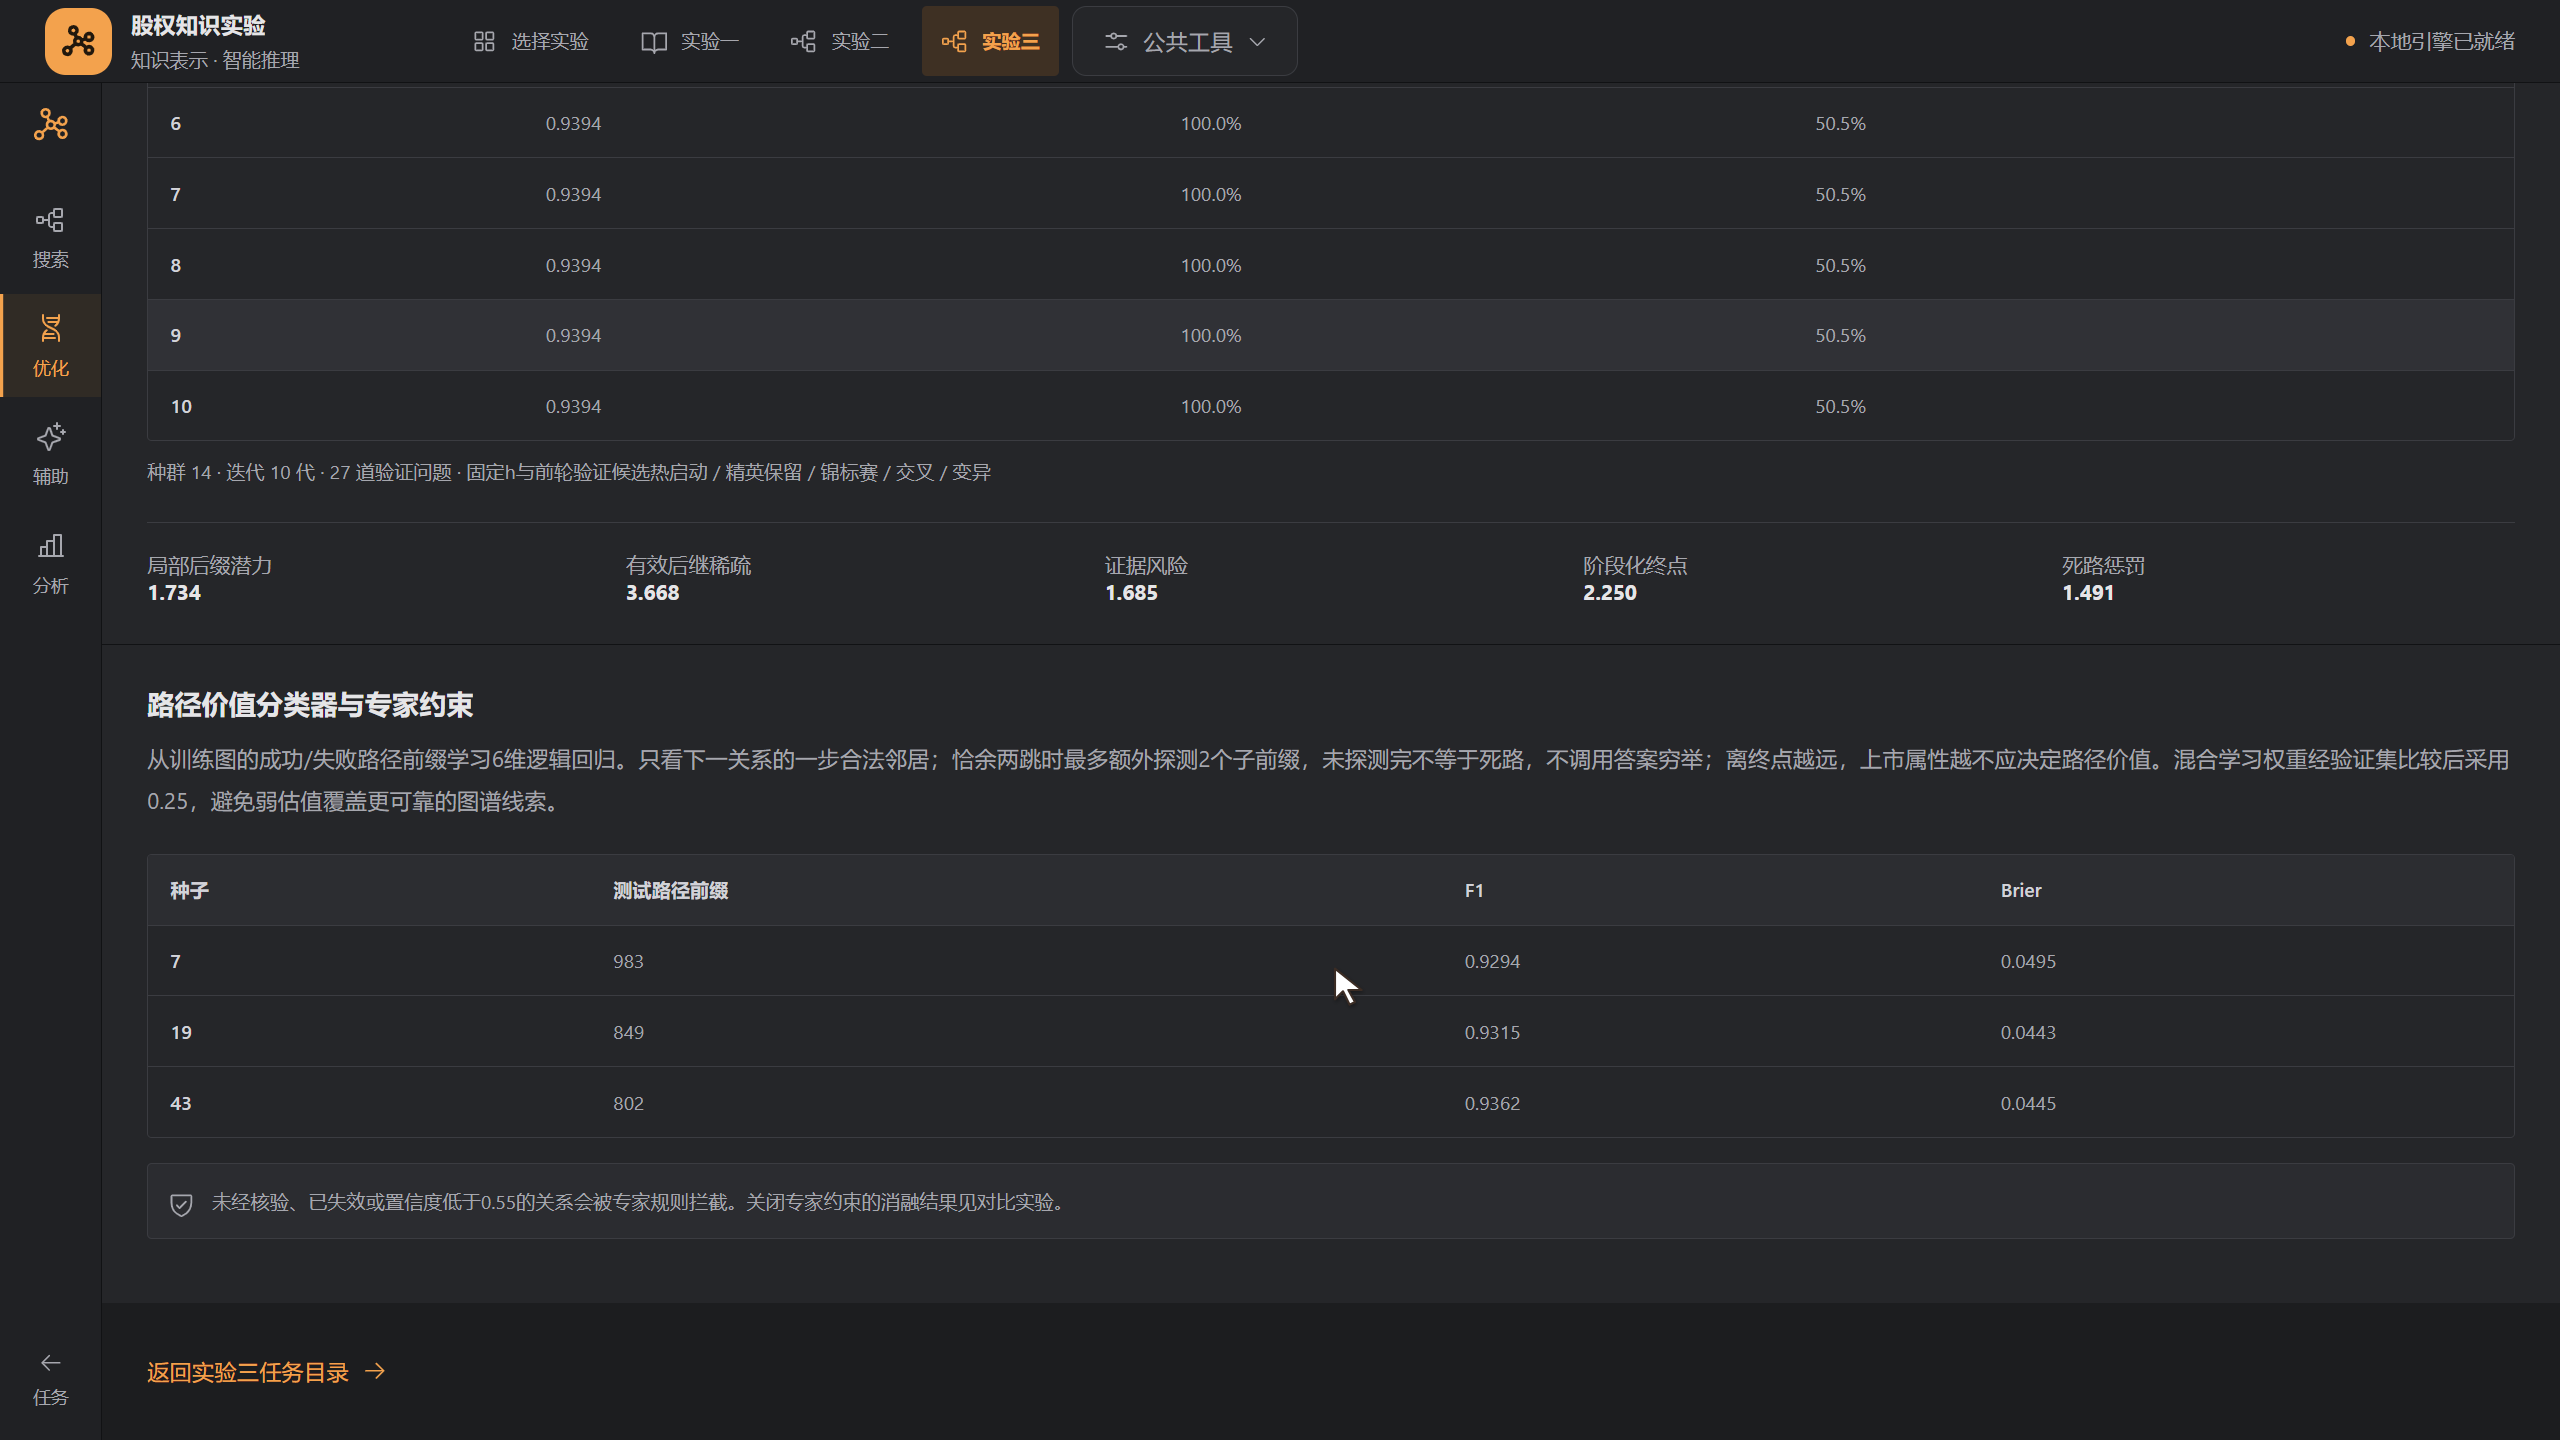 股权知识实验
知识表示 · 智能推理
选择实验
实验一
实验二
实验三
公共工具
本地引擎已就绪
搜索
优化
辅助
分析
任务
6 0.9394 100.0% 50.5%
7 0.9394 100.0% 50.5%
8 0.9394 100.0% 50.5%
9 0.9394 100.0% 50.5%
10 0.9394 100.0% 50.5%
种群 14 · 迭代 10 代 · 27 道验证问题 · 固定h与前轮验证候选热启动 / 精英保留 / 锦标赛 / 交叉 / 变异
局部后缀潜力 有效后继稀疏 证据风险 阶段化终点 死路惩罚
1.734 3.668 1.685 2.250 1.491
路径价值分类器与专家约束
从训练图的成功/失败路径前缀学习6维逻辑回归。只看下一关系的一步合法邻居；恰余两跳时最多额外探测2个子前缀，未探测完不等于死路，不调用答案穷举；离终点越远，上市属性越不应决定路径价值。混合学习权重经验证集比较后采用
0.25，避免弱估值覆盖更可靠的图谱线索。
种子 测试路径前缀 F1 Brier
7 983 0.9294 0.0495
19 849 0.9315 0.0443
43 802 0.9362 0.0445
未经核验、已失效或置信度低于0.55的关系会被专家规则拦截。关闭专家约束的消融结果见对比实验。
返回实验三任务目录